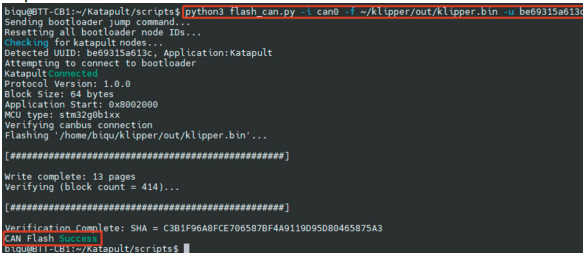 biqu@BTT-CB1:~/Katapult/scripts$ python3 flash_can.py -i can0 -f ~/klipper/out/klipper.bin -u be69315a613c
Sending bootloader jump command...
Resetting all bootloader node IDs...
Checking for katapult nodes...
Detected UUID: be69315a613c, Application:Katapult
Attempting to connect to bootloader
KatapultConnected
Protocol Version: 1.0.0
Block Size: 64 bytes
Application Start: 0x8002000
MCU type: stm32g0b1xx
Verifying canbus connection
Flashing '/home/biqu/klipper/out/klipper.bin'...
[##################################################]
Write complete: 13 pages
Verifying (block count = 414)...
[##################################################]
Verification Complete: SHA = C3B1F96A8FCE706587BF4A9119D95D80465875A3
CAN Flash Success
biqu@BTT-CB1:~/Katapult/scripts$